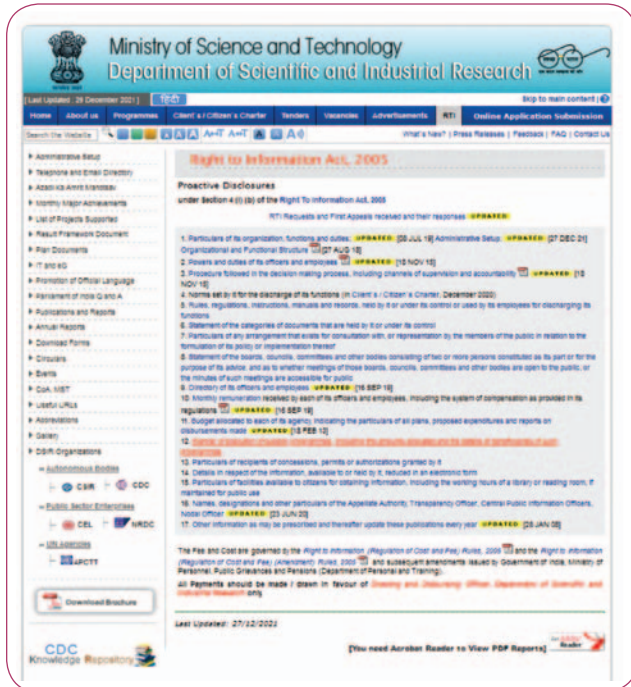 Ministry of Science and Technology
Department of Scientific and Industrial Research
[Last Updated : 28 December 2021] हिंदी Skip to main content
Home About us Programmes Client's / Citizen's Charter Tenders Vacancies Advertisements RTI Online Application Submission
Search the Website A A A What's New? | Press Releases | Feedback | FAQ | Contact Us
Administrative Setup
Telephone and Email Directory
Azadi Ka Amrit Mahotsav
Monthly Major Achievements
List of Projects Supported
Result Framework Document
Plan Documents
IT and eG
Promotion of Official Language
Parliament of India Q and A
Publications and Reports
Annual Reports
Download Forms
Circulars
Events
CoA, MST
Useful URLs
Abbreviations
Gallery
DSIR Organizations
Autonomous Bodies
CSIR CDC
Public Sector Enterprises
CEL NRDC
UN Agencies
APCTT
Download Brochure
CDC
Knowledge Repository
Right to Information Act, 2005
Proactive Disclosures
under Section 4 (I) (b) of the Right To Information Act, 2005
RTI Requests and First Appeals received and their responses UPDATED
1. Particulars of its organization, functions and duties; UPDATED [08 JUL 19] Administrative Setup. UPDATED [27 DEC 21]
Organizational and Functional Structure [27 AUG 18]
2. Powers and duties of its officers and employees UPDATED [18 NOV 15]
3. Procedure followed in the decision making process, including channels of supervision and accountability UPDATED [18
NOV 15]
4. Norms set by it for the discharge of its functions (in Client's / Citizen's Charter, December 2020)
5. Rules, regulations, instructions, manuals and records, held by it or under its control or used by its employees for discharging its
functions
6. Statement of the categories of documents that are held by it or under its control
7. Particulars of any arrangement that exists for consultation with, or representation by the members of the public in relation to the
formulation of its policy or implementation thereof
8. Statement of the boards, councils, committees and other bodies consisting of two or more persons constituted as its part or for the
purpose of its advice, and as to whether meetings of those boards, councils, committees and other bodies are open to the public, or
the minutes of such meetings are accessible for public
9. Directory of its officers and employees [16 SEP 19]
10. Monthly remuneration received by each of its officers and employees, including the system of compensation as provided in its
regulations UPDATED [16 SEP 19]
11. Budget allocated to each of its agency, indicating the particulars of all plans, proposed expenditures and reports on
disbursements made UPDATED [13 FEB 13]
12. Manner of execution of subsidy programmes, including the amounts allocated and the details of beneficiaries of such
programmes
13. Particulars of recipients of concessions, permits or authorizations granted by it
14. Details in respect of the information, available to or held by it, reduced in an electronic form
15. Particulars of facilities available to citizens for obtaining information, including the working hours of a library or reading room, if
maintained for public use
16. Names, designations and other particulars of the Appellate Authority, Transparency Officer, Central Public Information Officers,
Nodal Officer UPDATED [23 JUN 20]
17. Other information as may be prescribed and thereafter update these publications every year UPDATED [28 JAN 08]
The Fee and Cost are governed by the Right to Information (Regulation of Cost and Fee) Rules, 2005 and the Right to Information
(Regulation of Cost and Fee) (Amendment) Rules, 2005 and subsequent amendments issued by Government of India, Ministry of
Personnel, Public Grievances and Pensions (Department of Personal and Training).
All Payments should be made / drawn in favour of Drawing and Disbursing Officer, Department of Scientific and
Industrial Research only.
Last Updated: 27/12/2021
[You need Acrobat Reader to View PDF Reports]
Reader